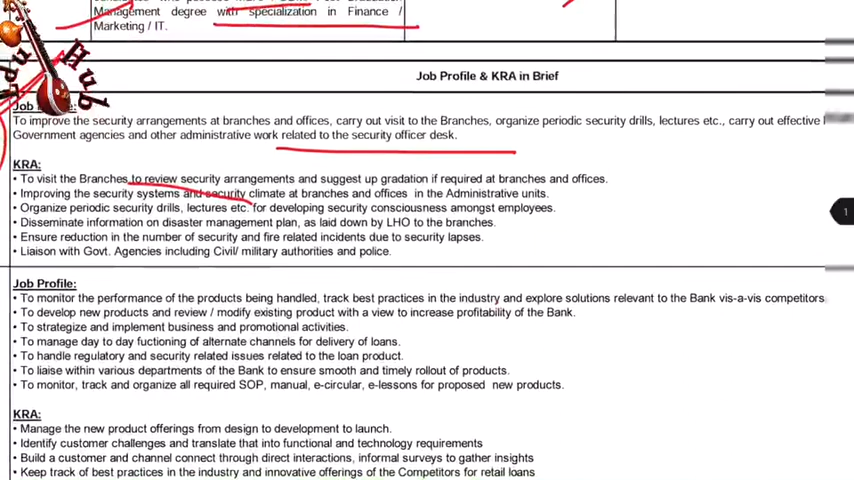 Management degree with specialization in Finance /
Marketing / IT.
Job Profile & KRA in Brief
Edu Hub
Job
To improve the security arrangements at branches and offices, carry out visit to the Branches, organize periodic security drills, lectures etc., carry out effective
Government agencies and other administrative work related to the security officer desk.
KRA:
• To visit the Branches to review security arrangements and suggest up gradation if required at branches and offices.
• Improving the security systems and security climate at branches and offices in the Administrative units.
• Organize periodic security drills, lectures etc. for developing security consciousness amongst employees.
• Disseminate information on disaster management plan, as laid down by LHO to the branches.
• Ensure reduction in the number of security and fire related incidents due to security lapses.
• Liaison with Govt. Agencies including Civil/ military authorities and police.
1
Job Profile:
• To monitor the performance of the products being handled, track best practices in the industry and explore solutions relevant to the Bank vis-a-vis competitors
• To develop new products and review / modify existing product with a view to increase profitability of the Bank.
• To strategize and implement business and promotional activities.
• To manage day to day fuctioning of alternate channels for delivery of loans.
• To handle regulatory and security related issues related to the loan product.
• To liaise within various departments of the Bank to ensure smooth and timely rollout of products.
• To monitor, track and organize all required SOP, manual, e-circular, e-lessons for proposed new products.
KRA:
• Manage the new product offerings from design to development to launch.
• Identify customer challenges and translate that into functional and technology requirements
• Build a customer and channel connect through direct interactions, informal surveys to gather insights
• Keep track of best practices in the industry and innovative offerings of the Competitors for retail loans